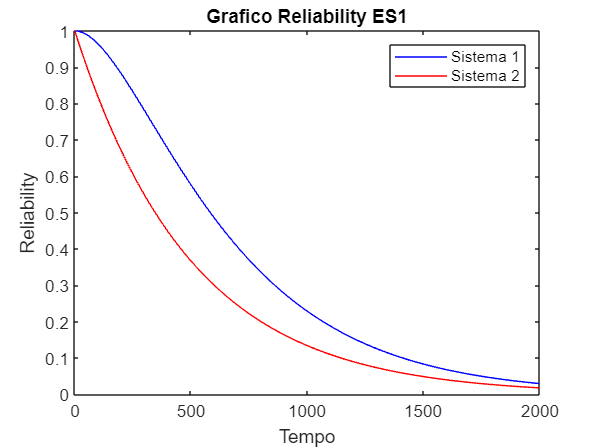 Grafico Reliability ES1
Sistema 1
Sistema 2
1
0.9
0.8
0.7
0.6
0.5
0.4
0.3
0.2
0.1
0
Reliability
0 500 1000 1500 2000
Tempo